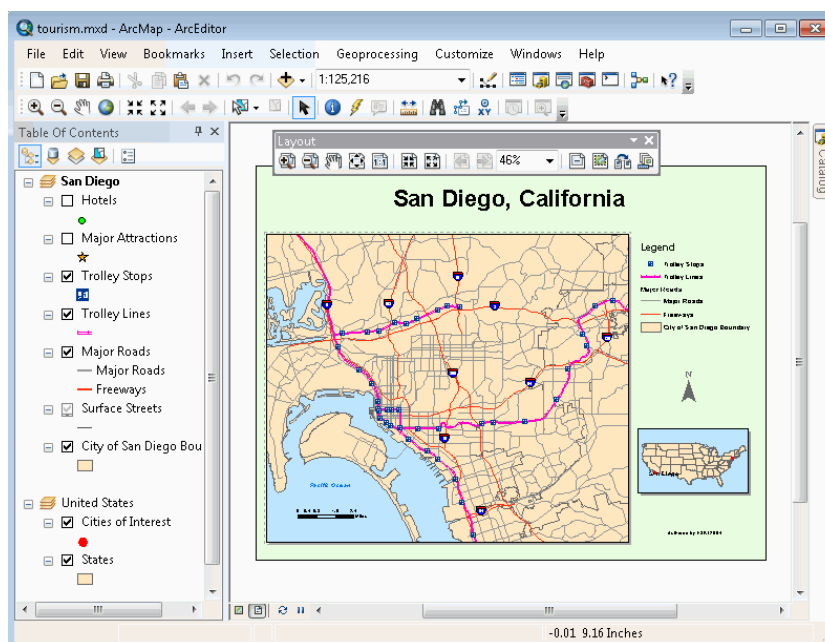 tourism.mxd - ArcMap - ArcEditor
File Edit View Bookmarks Insert Selection Geoprocessing Customize Windows Help
1:125,216
Table Of Contents
Layout
46%
Catalog
San Diego
Hotels
Major Attractions
Trolley Stops
Trolley Lines
Major Roads
Major Roads
Freeways
Surface Streets
City of San Diego Bou
United States
Cities of Interest
States
San Diego, California
Legend
Trolley Stops
Trolley Lines
Major Roads
Major Roads
Freeways
City of San Diego Boundary
N
Pacific Ocean
Miles
-0.01 9.16 Inches